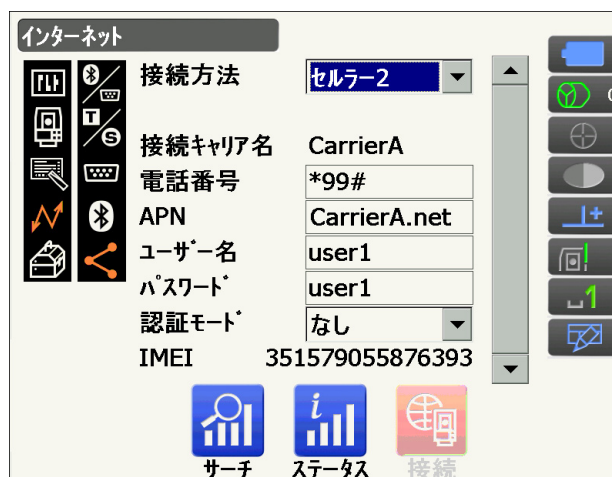 インターネット
接続方法 セルラー2
接続キャリア名 CarrierA
電話番号 *99#
APN CarrierA.net
ユーザー名 user1
パスワード user1
認証モード なし
IMEI 351579055876393
サーチ ステータス 接続
T/S
1